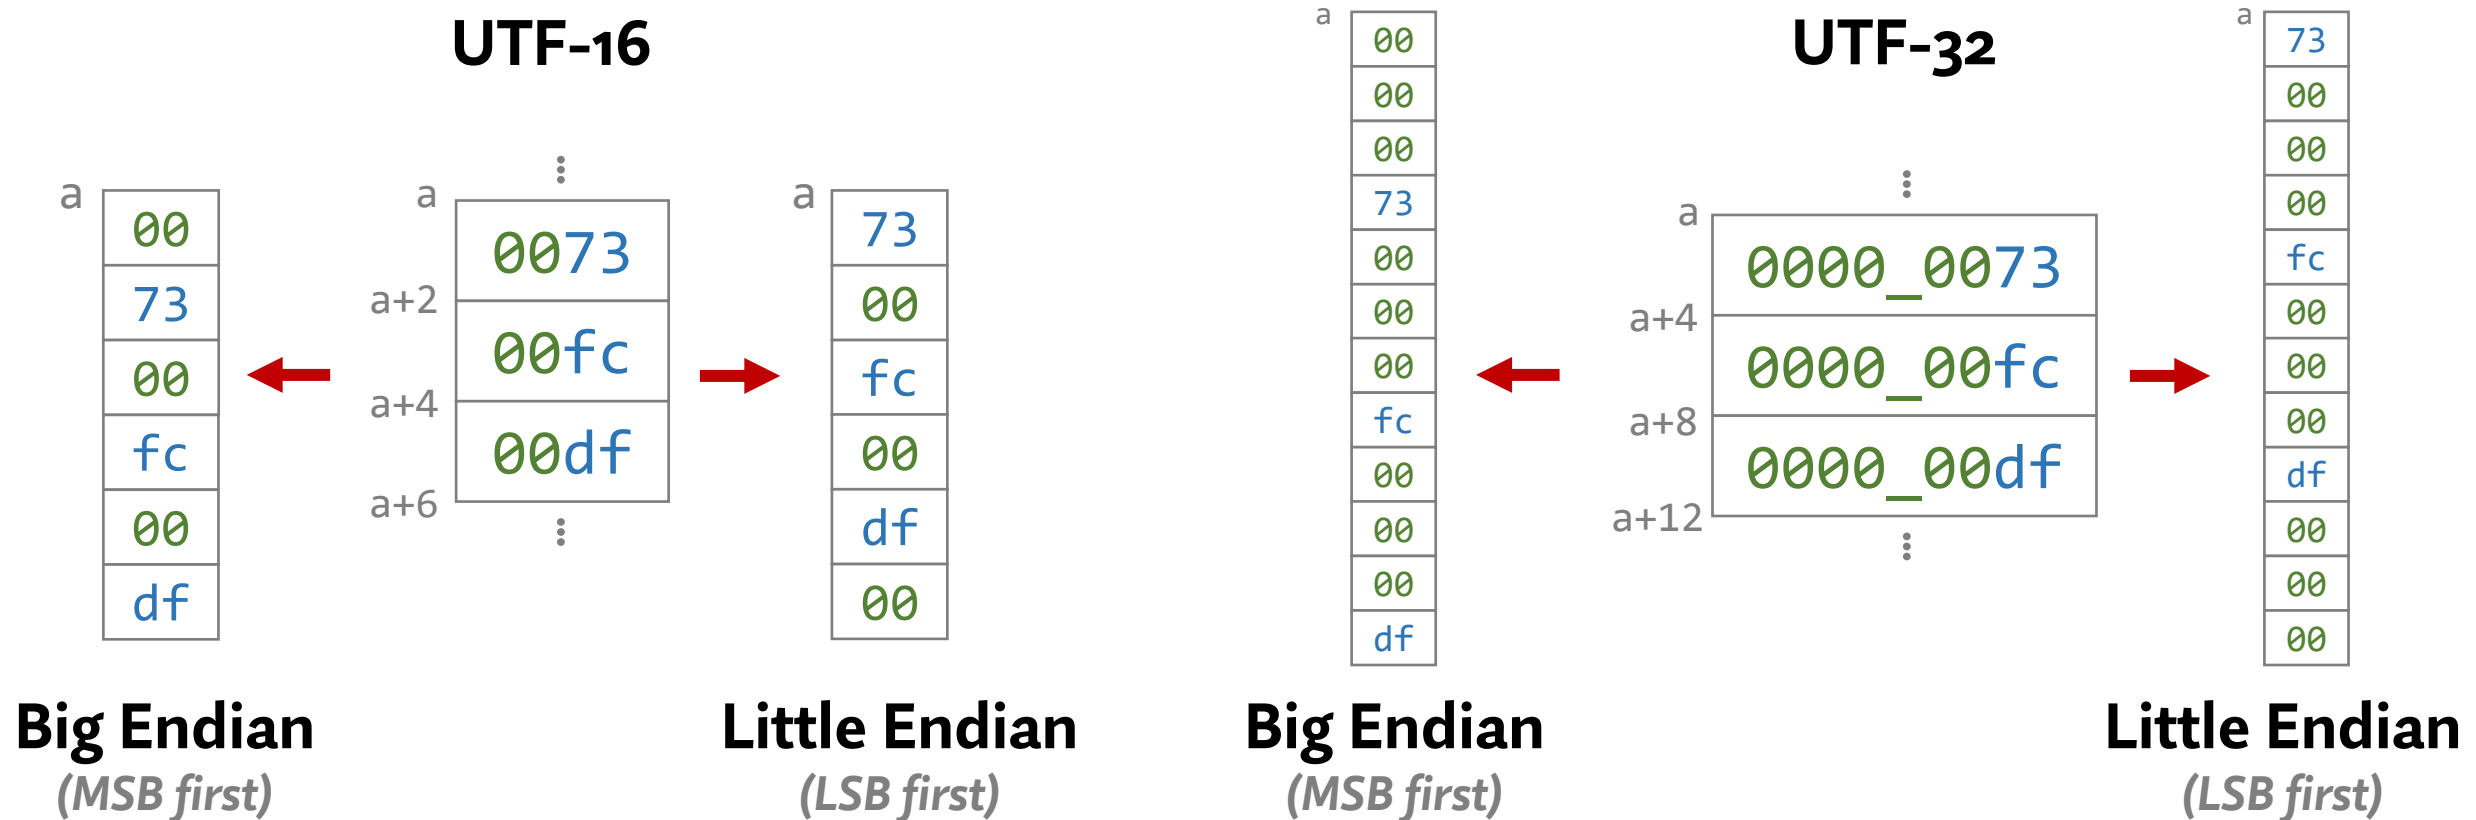 UTF-16
a
00
73
00
fc
00
df
Big Endian
(MSB first)
a
0073
a+2
00fc
a+4
00df
a+6
a
73
00
fc
00
df
00
Little Endian
(LSB first)
UTF-32
a
00
00
00
73
00
00
00
fc
00
00
00
df
Big Endian
(MSB first)
a
0000_0073
a+4
0000_00fc
a+8
0000_00df
a+12
a
73
00
00
00
fc
00
00
00
df
00
00
00
Little Endian
(LSB first)